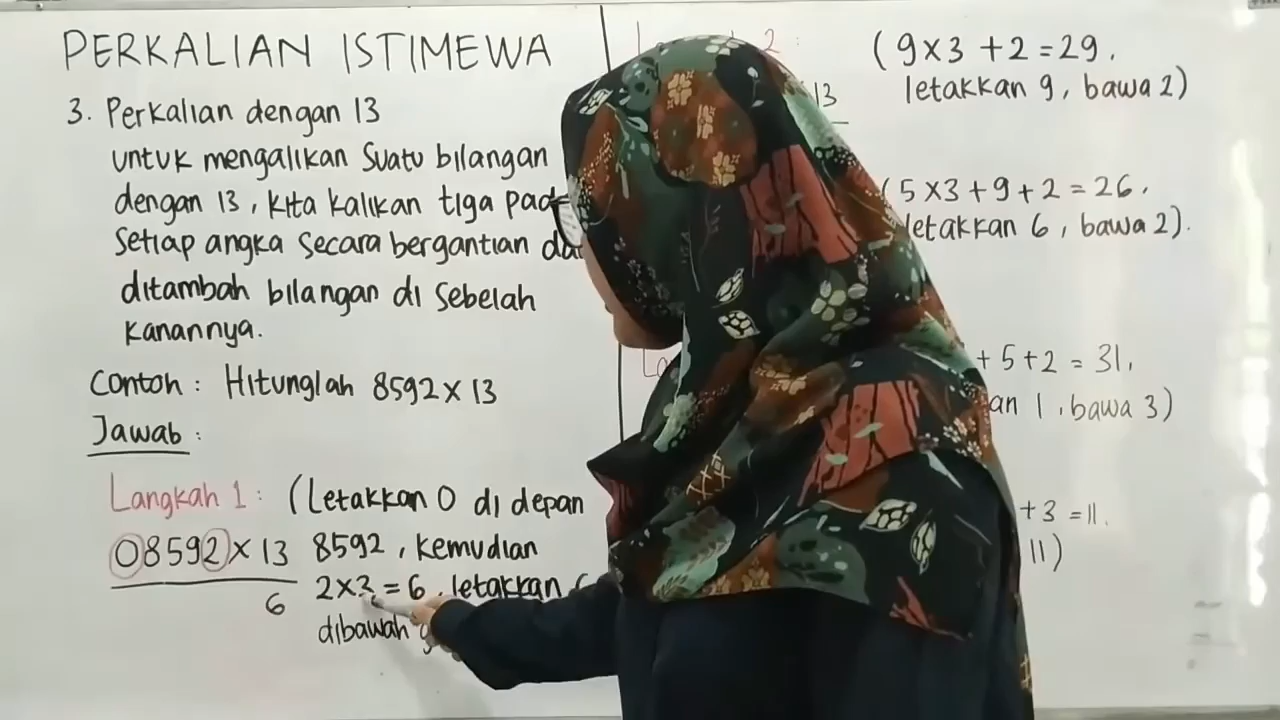 PERKALIAN ISTIMEWA
3. Perkalian dengan 13
untuk mengalikan suatu bilangan
dengan 13, kita kalikan tiga
setiap angka secara bergantian
ditambah bilangan di sebelah
kanannya.
Contoh : Hitunglah 8592 x 13
Jawab :
Langkah 1 : (Letakkan 0 di depan
08592 x 13 8592, kemudian
6 2x3 = 6, letakkan
dibawah
2 :
13
(9x3 +2 = 29,
letakkan 9, bawa 2)
(5x3+9+2 = 26,
letakkan 6, bawa 2).
+5+2 = 31,
1, bawa 3)
+3 = 11.
11)